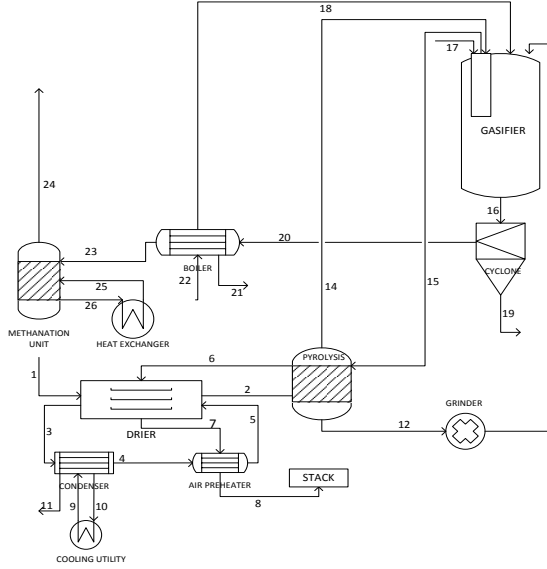 18
17
GASIFIER
24
16
23
20
BOILER
CYCLONE
25
22
21
14
15
26
19
METHANATION
UNIT
HEAT EXCHANGER
PYROLYSIS
6
1
2
GRINDER
3
DRIER
7
5
12
4
CONDENSER
AIR PREHEATER
STACK
11
9
10
8
COOLING UTILITY